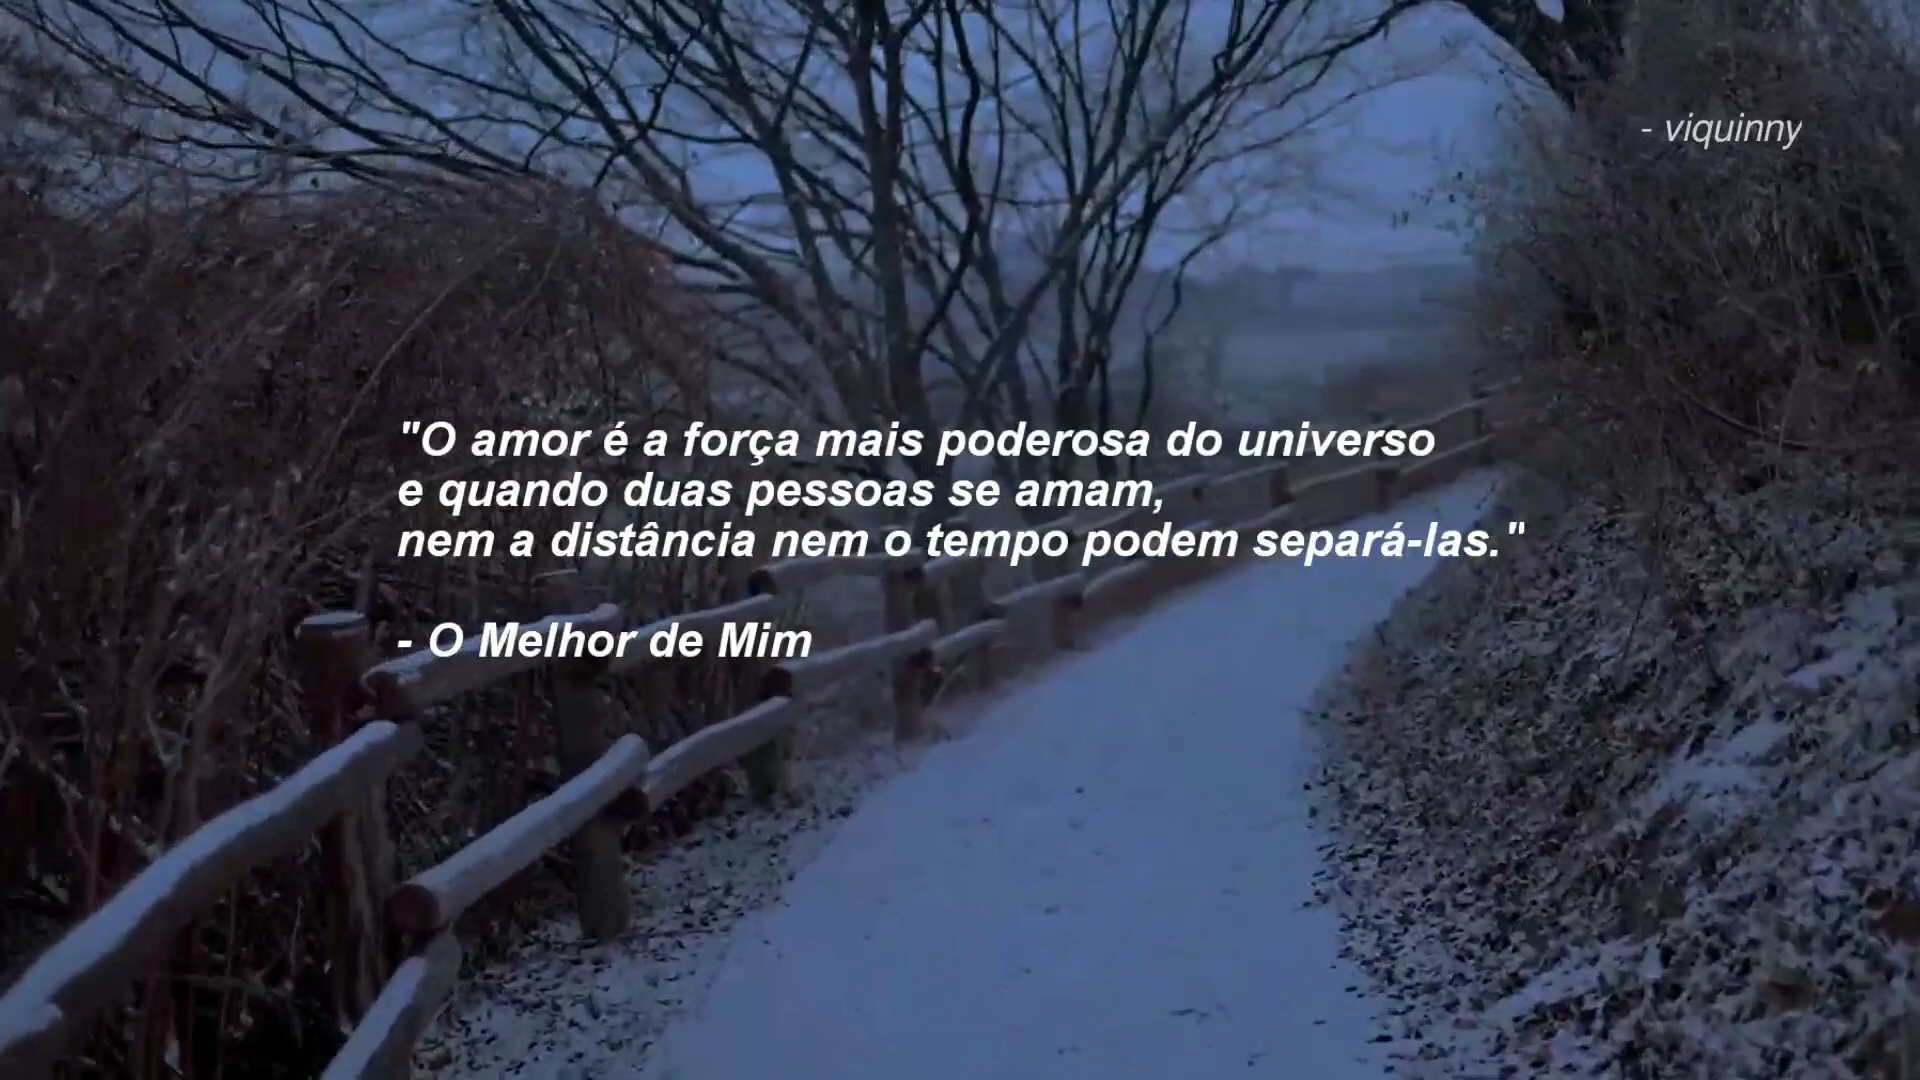 - viquinny
"O amor é a força mais poderosa do universo
e quando duas pessoas se amam,
nem a distância nem o tempo podem separá-las."
- O Melhor de Mim